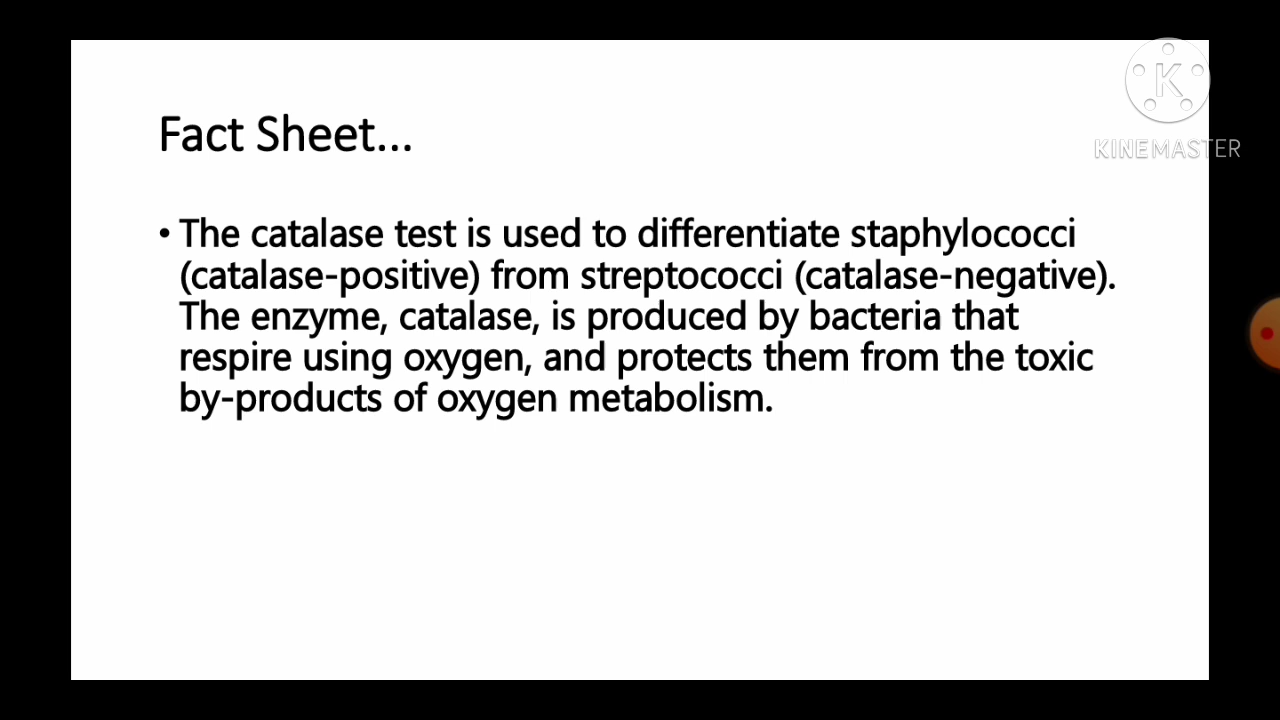 Fact Sheet...
• The catalase test is used to differentiate staphylococci
(catalase-positive) from streptococci (catalase-negative).
The enzyme, catalase, is produced by bacteria that
respire using oxygen, and protects them from the toxic
by-products of oxygen metabolism.
K
KINEMASTER